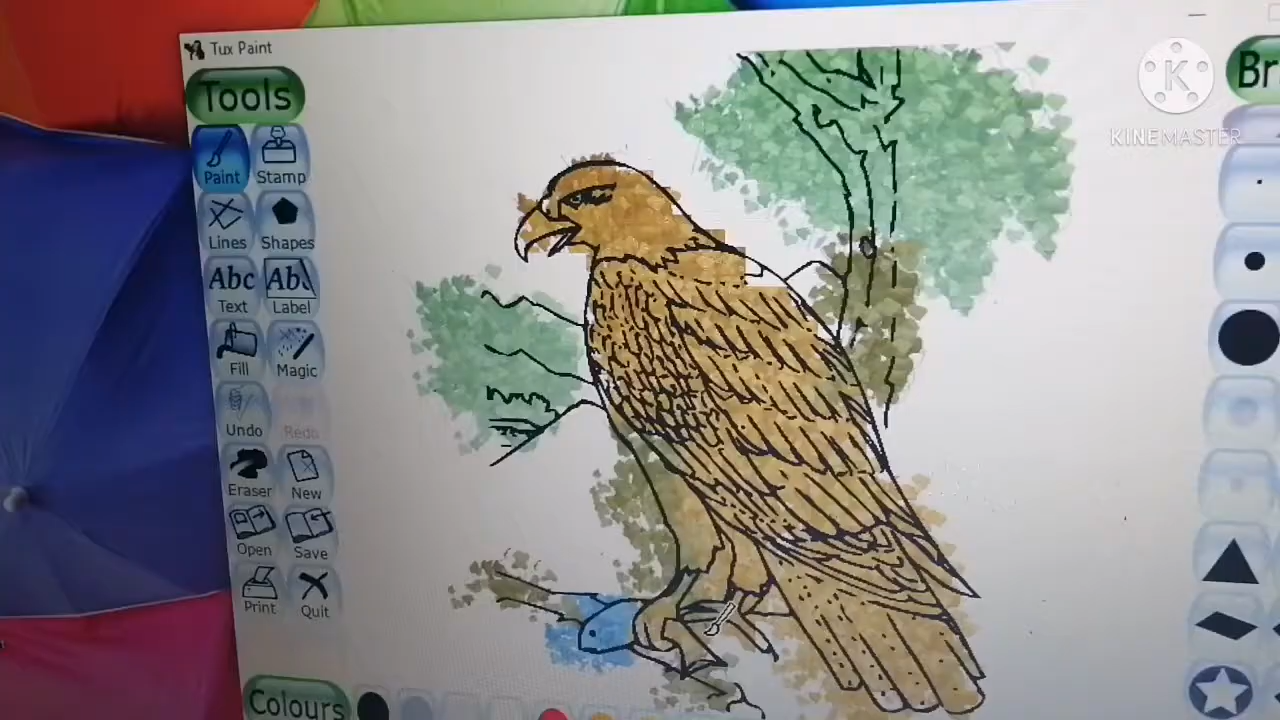 Tux Paint
Tools
Br
K
KINEMASTER
Paint
Stamp
Lines
Shapes
Abc
Abc
Text
Label
Fill
Magic
Undo
Redo
Eraser
New
Open
Save
Print
Quit
Colours